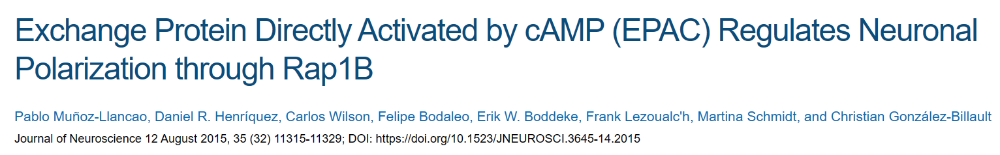 Exchange Protein Directly Activated by cAMP (EPAC) Regulates Neuronal
Polarization through Rap1B
Pablo Muñoz-Llancao, Daniel R. Henríquez, Carlos Wilson, Felipe Bodaleo, Erik W. Boddeke, Frank Lezoualc'h, Martina Schmidt, and Christian González-Billault
Journal of Neuroscience 12 August 2015, 35 (32) 11315-11329; DOI: https://doi.org/10.1523/JNEUROSCI.3645-14.2015